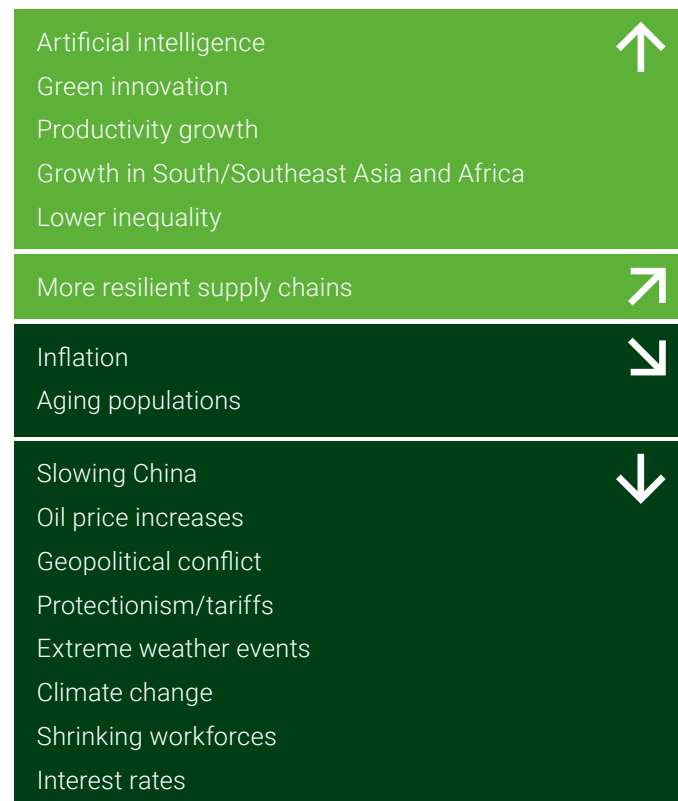 Artificial intelligence
Green innovation
Productivity growth
Growth in South/Southeast Asia and Africa
Lower inequality
More resilient supply chains
Inflation
Aging populations
Slowing China
Oil price increases
Geopolitical conflict
Protectionism/tariffs
Extreme weather events
Climate change
Shrinking workforces
Interest rates